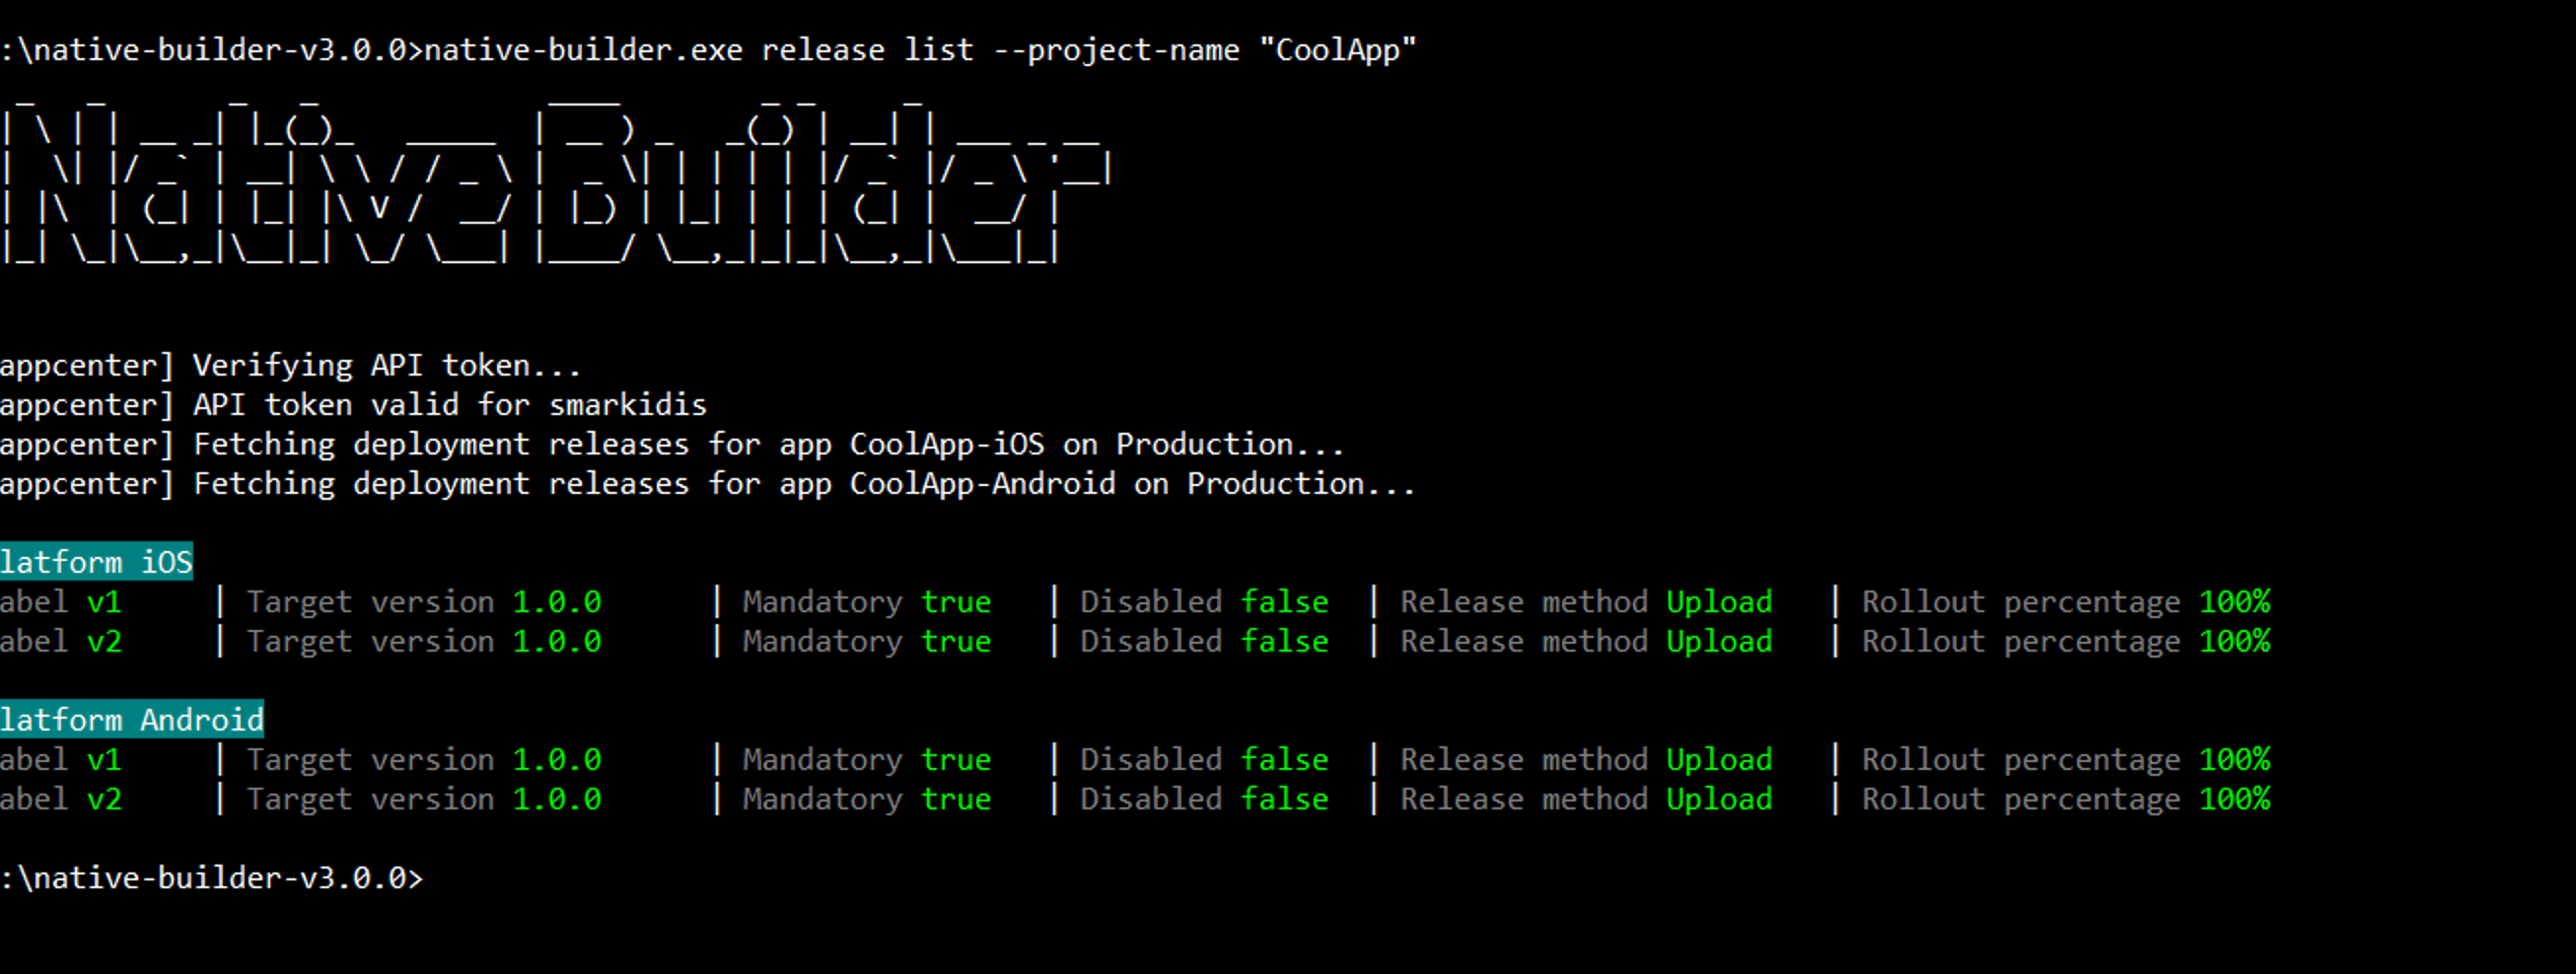 :\native-builder-v3.0.0>native-builder.exe release list --project-name "CoolApp"
Native Builder
appcenter] Verifying API token...
appcenter] API token valid for smarkidis
appcenter] Fetching deployment releases for app CoolApp-iOS on Production...
appcenter] Fetching deployment releases for app CoolApp-Android on Production...
latform iOS
abel v1 | Target version 1.0.0 | Mandatory true | Disabled false | Release method Upload | Rollout percentage 100%
abel v2 | Target version 1.0.0 | Mandatory true | Disabled false | Release method Upload | Rollout percentage 100%
latform Android
abel v1 | Target version 1.0.0 | Mandatory true | Disabled false | Release method Upload | Rollout percentage 100%
abel v2 | Target version 1.0.0 | Mandatory true | Disabled false | Release method Upload | Rollout percentage 100%
:\native-builder-v3.0.0>